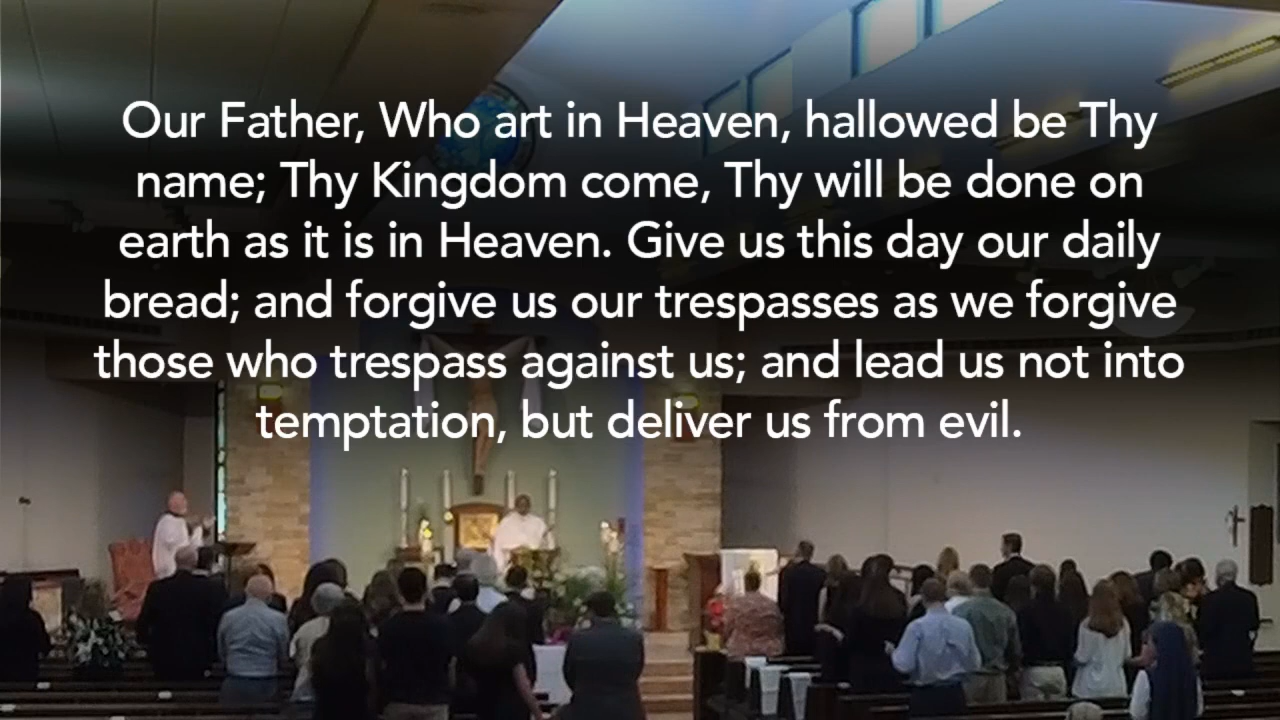 Our Father, Who art in Heaven, hallowed be Thy
name; Thy Kingdom come, Thy will be done on
earth as it is in Heaven. Give us this day our daily
bread; and forgive us our trespasses as we forgive
those who trespass against us; and lead us not into
temptation, but deliver us from evil.